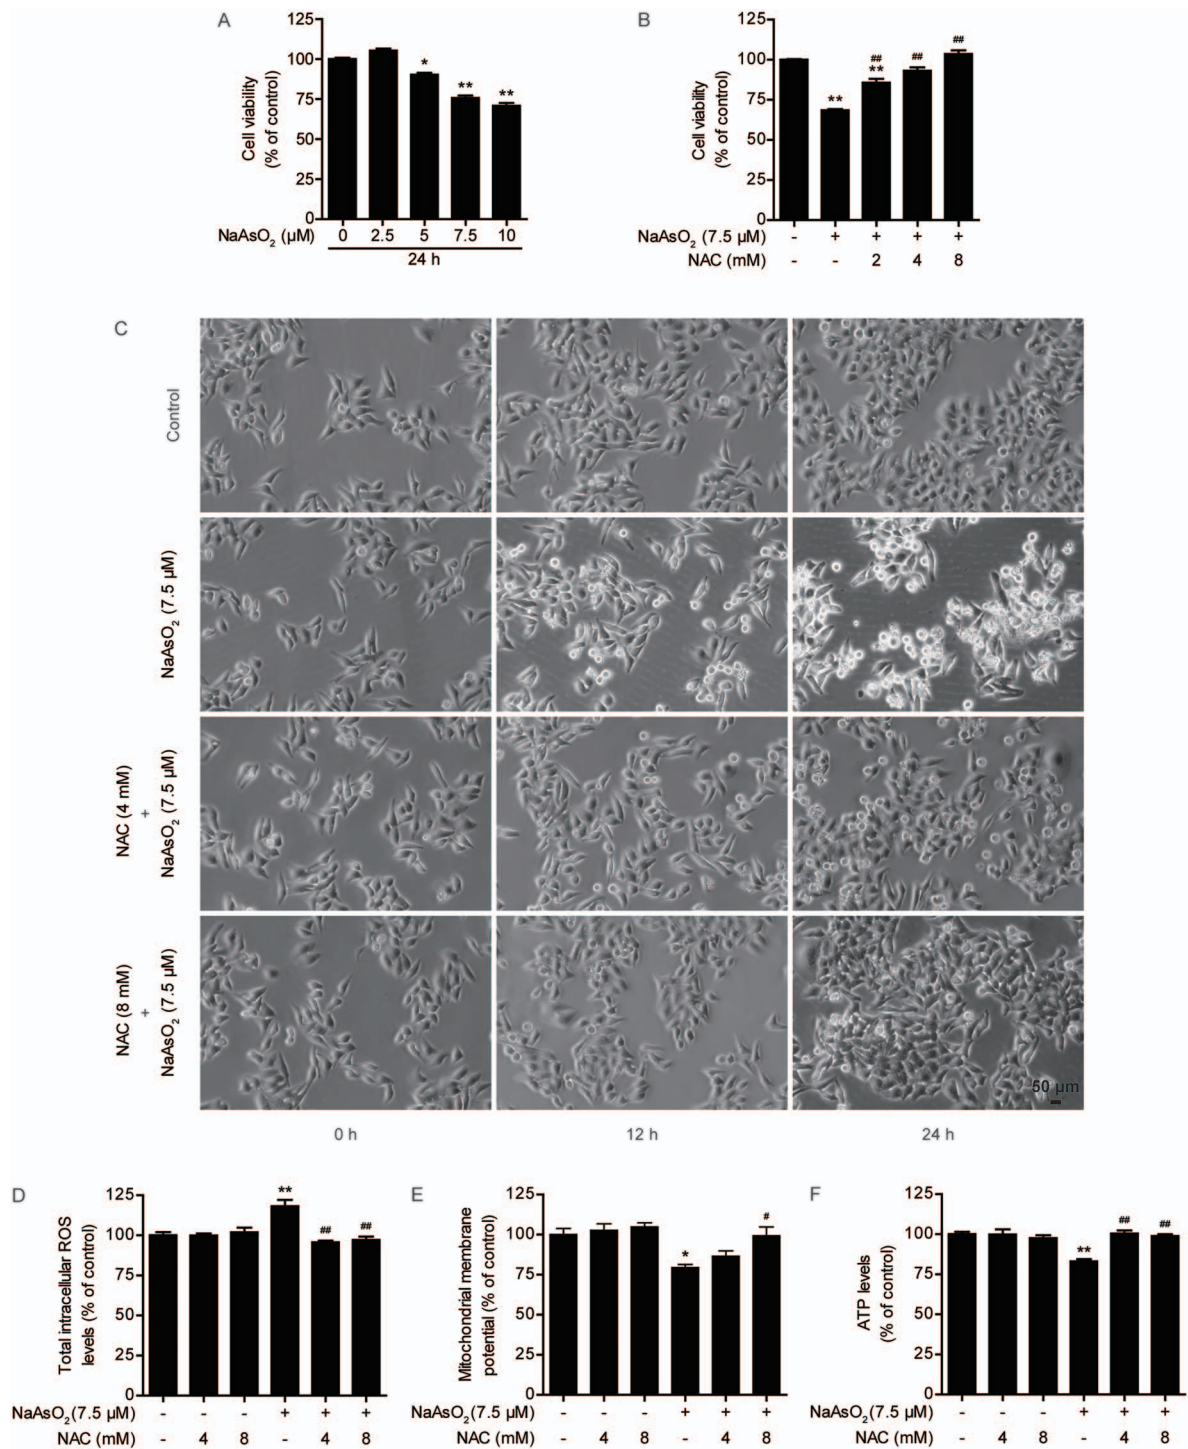 A
125
100
75
50
25
0
Cell viability
(% of control)
*
**
**
NaAsO2 (µM)
0 2.5 5 7.5 10
24 h
B
125
100
75
50
25
0
Cell viability
(% of control)
**
##
**
##
##
NaAsO2 (7.5 µM) - + + + +
NAC (mM) - - 2 4 8
C
Control
NaAsO2 (7.5 µM)
NAC (4 mM)
+
NaAsO2 (7.5 µM)
NAC (8 mM)
+
NaAsO2 (7.5 µM)
50 µm
0 h 12 h 24 h
D
125
100
75
50
25
0
Total intracellular ROS
levels (% of control)
**
##
##
NaAsO2(7.5 µM) - - - + + +
NAC (mM) - 4 8 - 4 8
E
125
100
75
50
25
0
Mitochondrial membrane
potential (% of control)
*
#
NaAsO2(7.5 µM) - - - + + +
NAC (mM) - 4 8 - 4 8
F
125
100
75
50
25
0
ATP levels
(% of control)
**
##
##
NaAsO2(7.5 µM) - - - + + +
NAC (mM) - 4 8 - 4 8